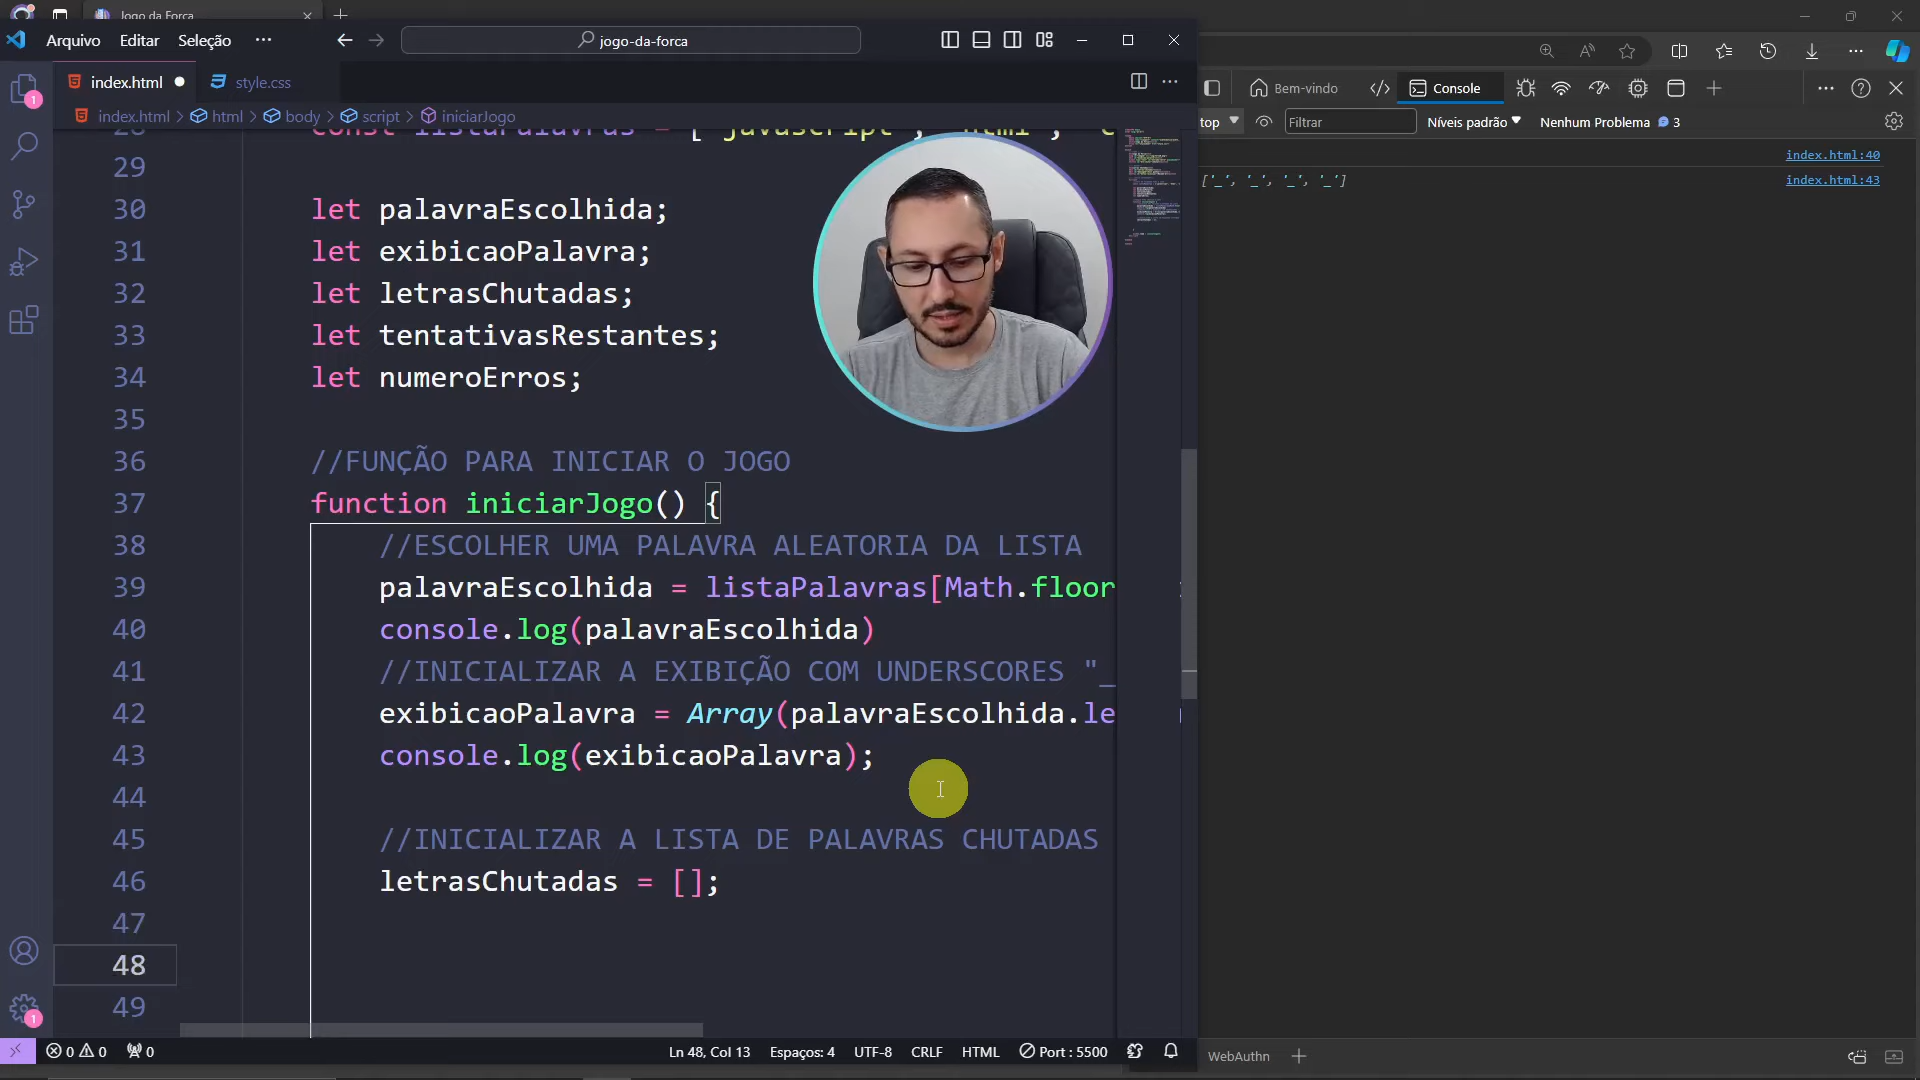 Jogo da Força
Arquivo
Editar
Seleção
···
jogo-da-forca
index.html
style.css
index.html > html > body > script > iniciarJogo
29
30 let palavraEscolhida;
31 let exibicaoPalavra;
32 let letrasChutadas;
33 let tentativasRestantes;
34 let numeroErros;
35
36 //FUNÇÃO PARA INICIAR O JOGO
37 function iniciarJogo() {
38 //ESCOLHER UMA PALAVRA ALEATORIA DA LISTA
39 palavraEscolhida = listaPalavras[Math.floor
40 console.log(palavraEscolhida)
41 //INICIALIZAR A EXIBIÇÃO COM UNDERSCORES "_
42 exibicaoPalavra = Array(palavraEscolhida.le
43 console.log(exibicaoPalavra);
44
45 //INICIALIZAR A LISTA DE PALAVRAS CHUTADAS
46 letrasChutadas = [];
47
48
49
1
1
0 0
0
Ln 48, Col 13
Espaços: 4
UTF-8
CRLF
HTML
Port : 5500
Bem-vindo
Console
top
Filtrar
Níveis padrão
Nenhum Problema
3
index.html:40
['_', '_', '_', '_']
index.html:43
WebAuthn